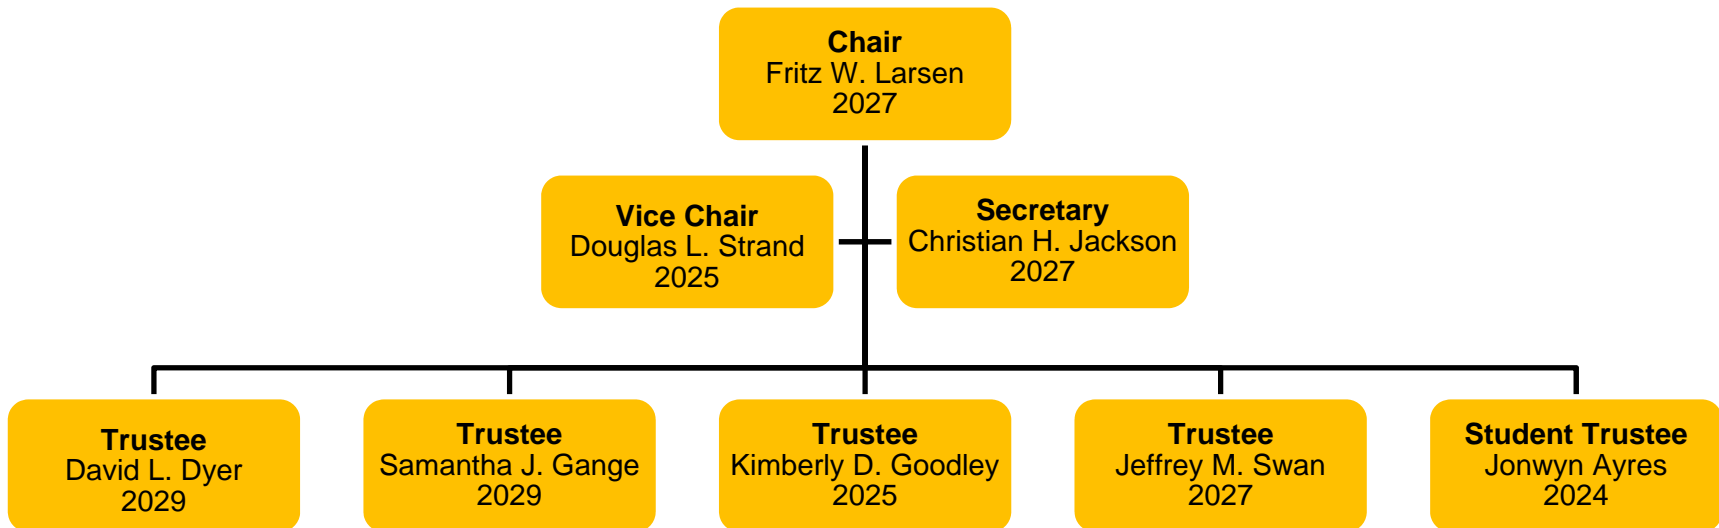 Chair
Fritz W. Larsen
2027
Vice Chair
Douglas L. Strand
2025
Secretary
Christian H. Jackson
2027
Trustee
David L. Dyer
2029
Trustee
Samantha J. Gange
2029
Trustee
Kimberly D. Goodley
2025
Trustee
Jeffrey M. Swan
2027
Student Trustee
Jonwyn Ayres
2024